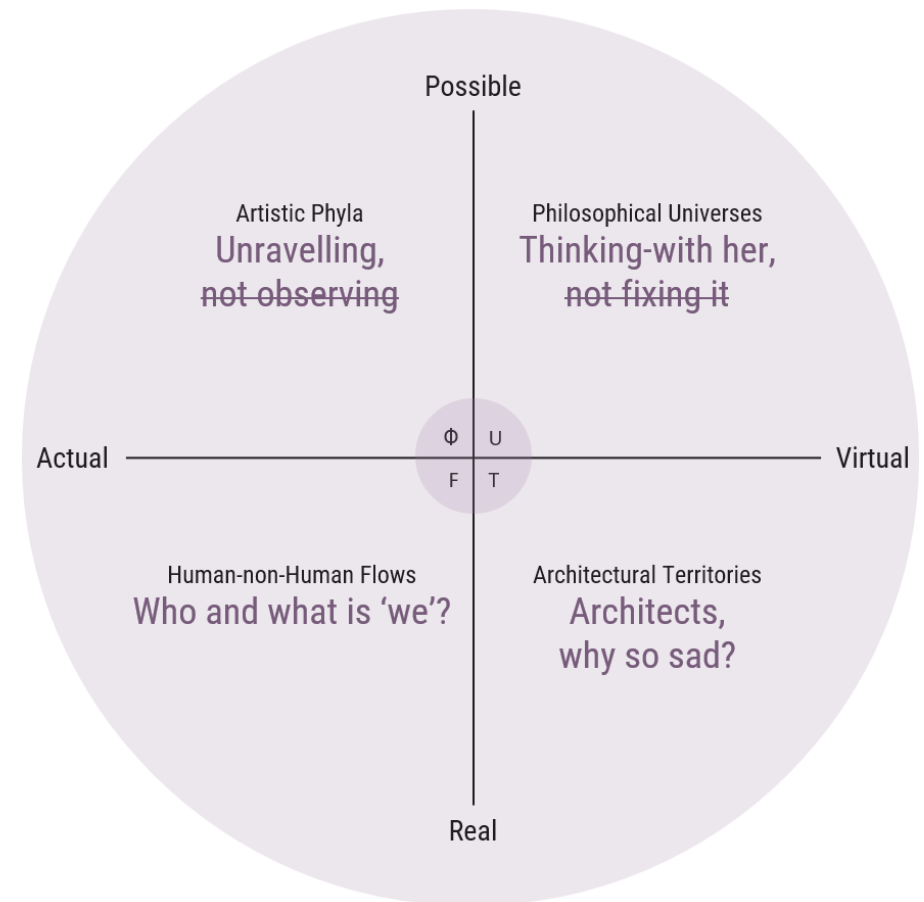 Possible
Artistic Phyla
Unravelling,
not observing
Philosophical Universes
Thinking-with her,
not fixing it
Φ U
Actual
Virtual
F T
Human-non-Human Flows
Who and what is ‘we’?
Architectural Territories
Architects,
why so sad?
Real